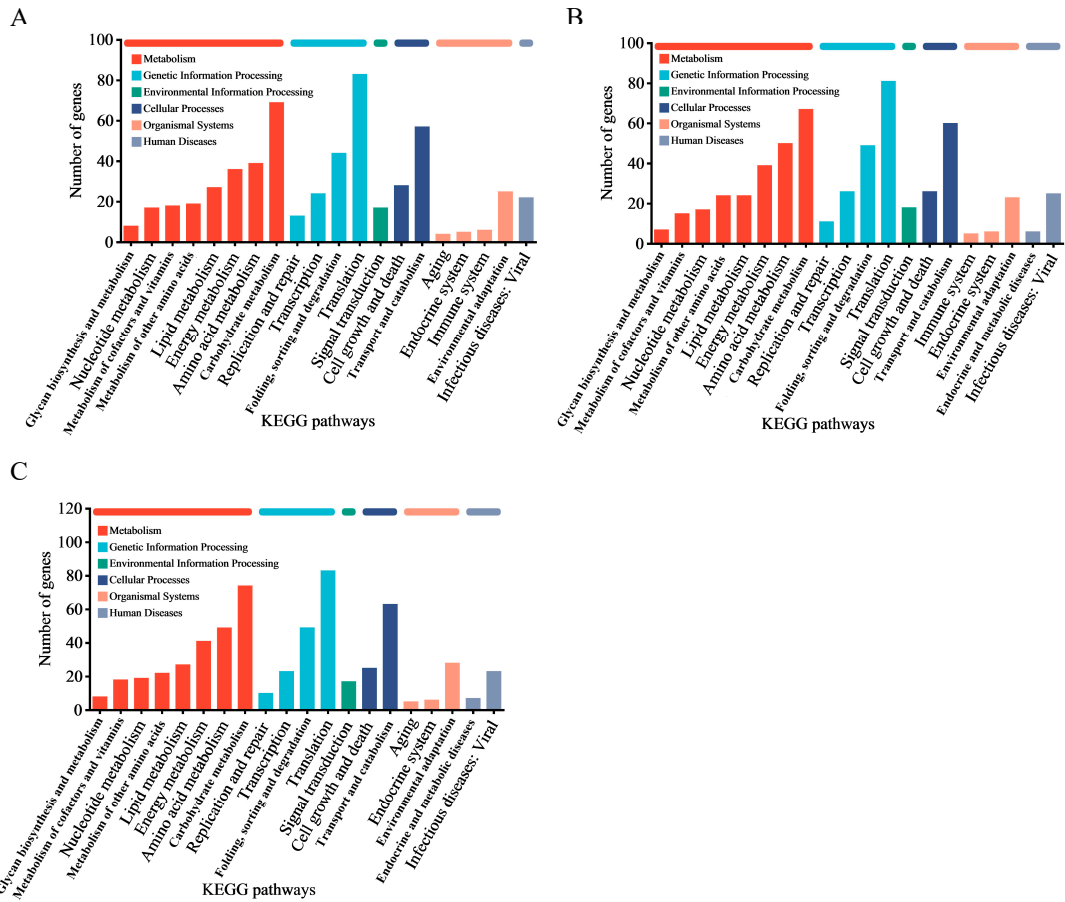 A
100
80
60
40
20
0
Number of genes
Metabolism
Genetic Information Processing
Environmental Information Processing
Cellular Processes
Organismal Systems
Human Diseases
Glycan biosynthesis and metabolism
Nucleotide metabolism
Metabolism of cofactors and vitamins
Metabolism of other amino acids
Lipid metabolism
Energy metabolism
Amino acid metabolism
Carbohydrate metabolism
Replication and repair
Transcription
Folding, sorting and degradation
Translation
Signal transduction
Cell growth and death
Transport and catabolism
Aging
Endocrine system
Immune system
Environmental adaptation
Infectious diseases: Viral
KEGG pathways
B
100
80
60
40
20
0
Number of genes
Metabolism
Genetic Information Processing
Environmental Information Processing
Cellular Processes
Organismal Systems
Human Diseases
Glycan biosynthesis and metabolism
Metabolism of cofactors and vitamins
Nucleotide metabolism
Metabolism of other amino acids
Lipid metabolism
Energy metabolism
Amino acid metabolism
Carbohydrate metabolism
Replication and repair
Transcription
Folding, sorting and degradation
Translation
Signal transduction
Cell growth and death
Transport and catabolism
Immune system
Endocrine system
Environmental adaptation
Endocrine and metabolic diseases
Infectious diseases: Viral
KEGG pathways
C
120
100
80
60
40
20
0
Number of genes
Metabolism
Genetic Information Processing
Environmental Information Processing
Cellular Processes
Organismal Systems
Human Diseases
Glycan biosynthesis and metabolism
Metabolism of cofactors and vitamins
Nucleotide metabolism
Metabolism of other amino acids
Lipid metabolism
Energy metabolism
Amino acid metabolism
Carbohydrate metabolism
Replication and repair
Transcription
Folding, sorting and degradation
Translation
Signal transduction
Cell growth and death
Transport and catabolism
Aging
Endocrine system
Environmental adaptation
Endocrine and metabolic diseases
Infectious diseases: Viral
KEGG pathways